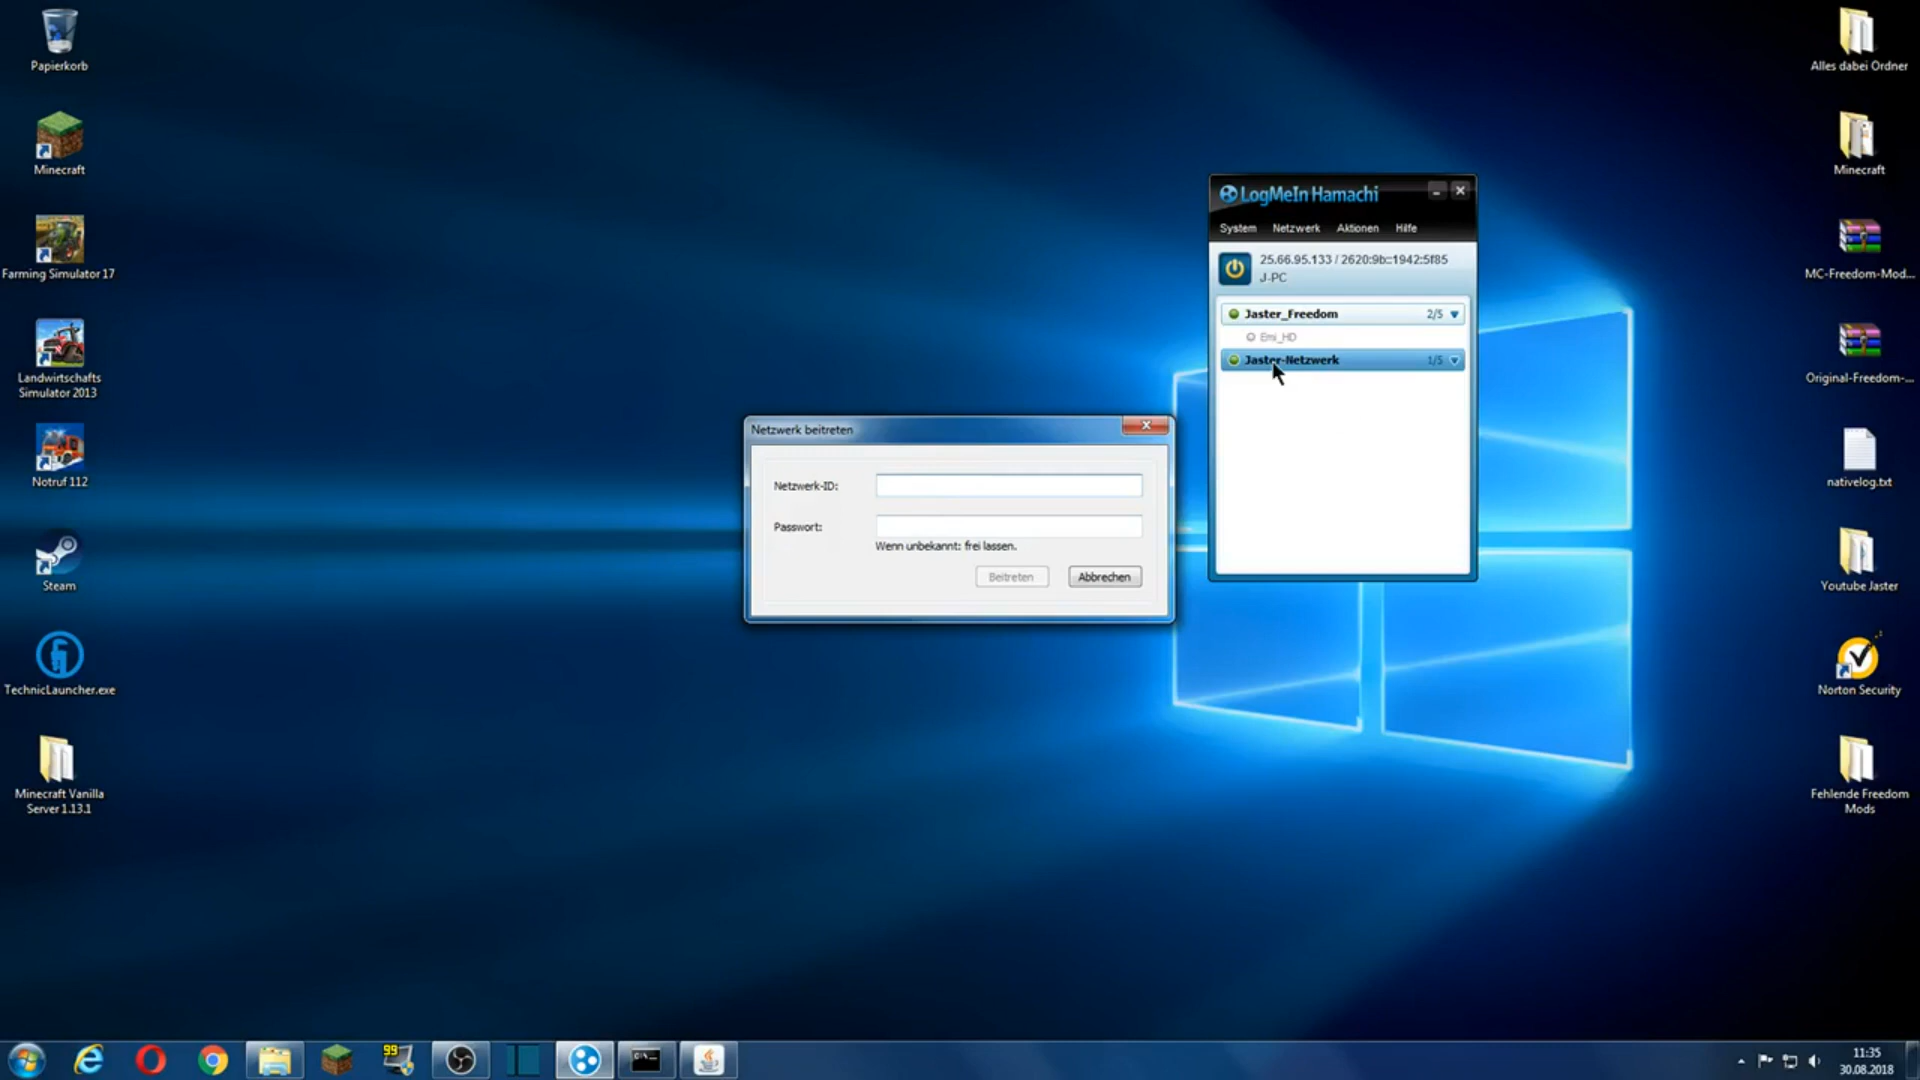 Papierkorb
Minecraft
Farming Simulator 17
Landwirtschafts
Simulator 2013
Notruf 112
Steam
TechnicLauncher.exe
Minecraft Vanilla
Server 1.13.1
Netzwerk beitreten
Netzwerk-ID:
Passwort:
Wenn unbekannt: frei lassen.
Beitreten
Abbrechen
LogMeIn Hamachi
System Netzwerk Aktionen Hilfe
25.66.95.133 / 2620:9b::1942:5f85
J-PC
Jaster_Freedom 2/5
Emi_HD
Jaster-Netzwerk 1/5
Alles dabei Ordner
Minecraft
MC-Freedom-Mod...
Original-Freedom-...
nativelog.txt
Youtube Jaster
Norton Security
Fehlende Freedom
Mods
99
C:\.
11:35
30.08.2018